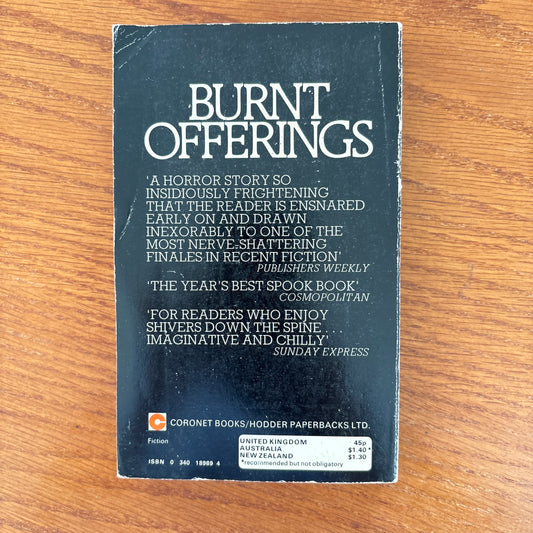 BURNT
OFFERINGS
'A HORROR STORY SO
INSIDIOUSLY FRIGHTENING
THAT THE READER IS ENSNARED
EARLY ON AND DRAWN
INEXORABLY TO ONE OF THE
MOST NERVE-SHATTERING
FINALES IN RECENT FICTION'
PUBLISHERS WEEKLY
'THE YEAR'S BEST SPOOK BOOK'
COSMOPOLITAN
'FOR READERS WHO ENJOY
SHIVERS DOWN THE SPINE...
IMAGINATIVE AND CHILLY'
SUNDAY EXPRESS
CORONET BOOKS/HODDER PAPERBACKS LTD.
Fiction
UNITED KINGDOM 45p
AUSTRALIA $1.40*
NEW ZEALAND $1.30
*recommended but not obligatory
ISBN 0 340 18989 4